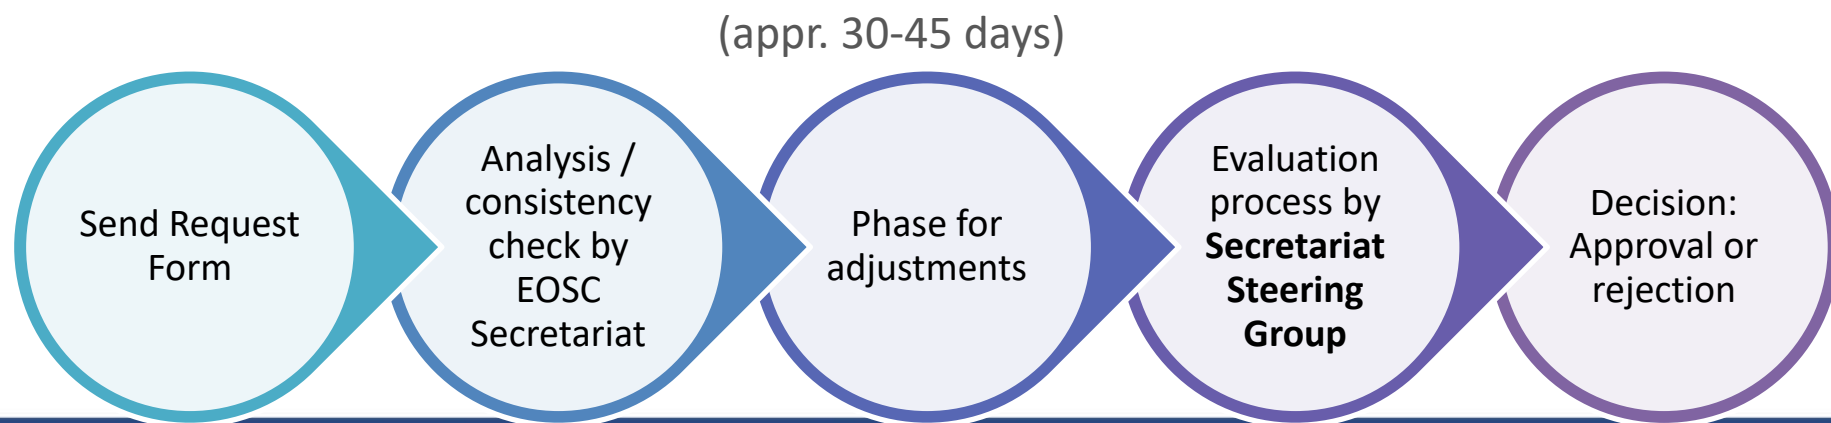 (appr. 30-45 days)
Send Request
Form
Analysis /
consistency
check by
EOSC
Secretariat
Phase for
adjustments
Evaluation
process by
Secretariat
Steering
Group
Decision:
Approval or
rejection